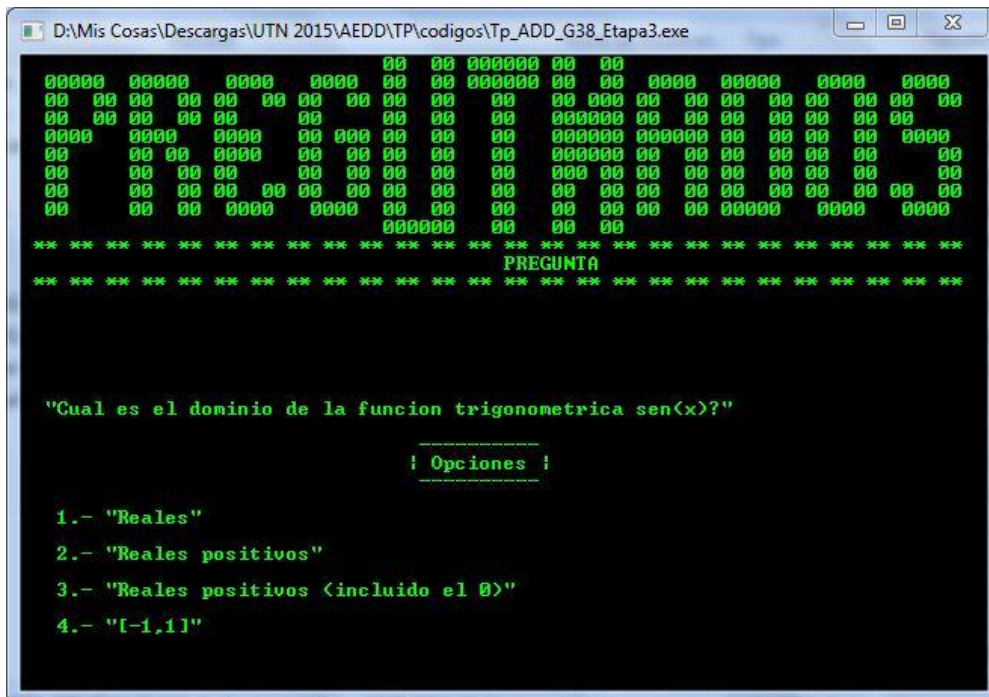 D:\Mis Cosas\Descargas\UTN 2015\AEDD\TP\codigos\Tp_ADD_G38_Etapa3.exe
PREGUTNADOS
PREGUNTA
"Cual es el dominio de la funcion trigonometrica sen(x)?"
| Opciones |
1.- "Reales"
2.- "Reales positivos"
3.- "Reales positivos (incluido el 0)"
4.- "[-1,1]"